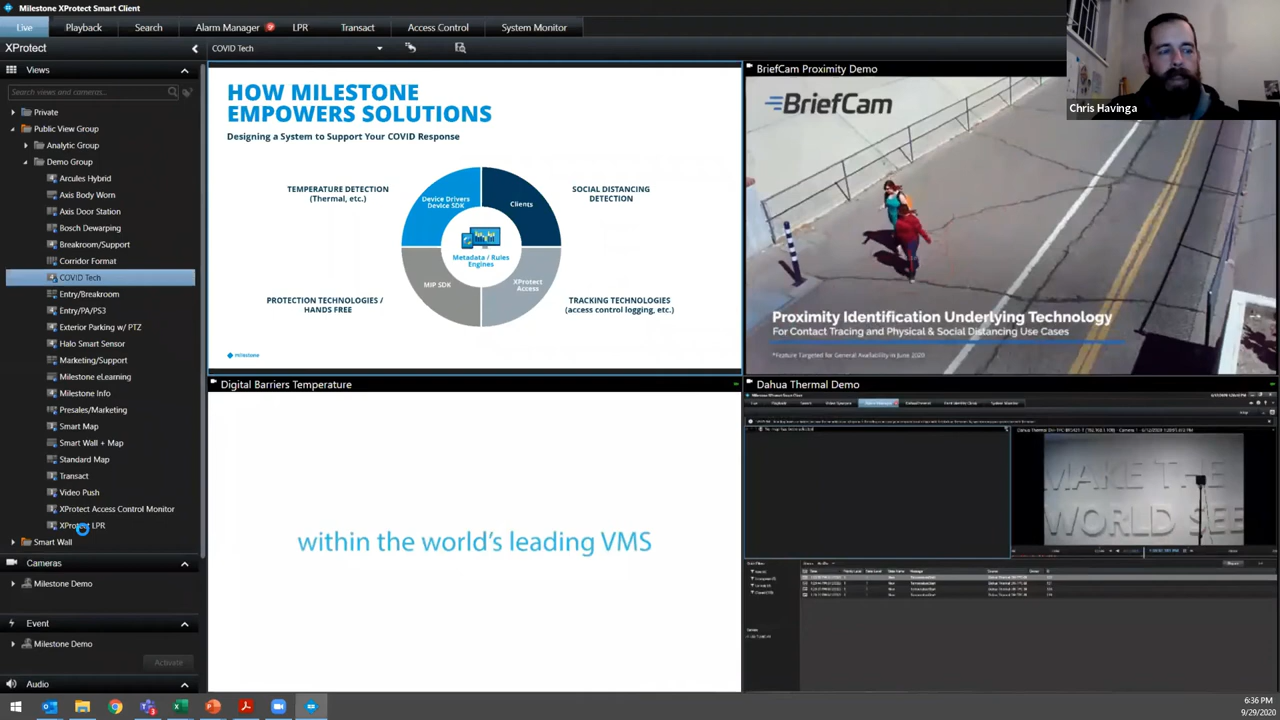 Milestone XProtect Smart Client
Live
Playback
Search
Alarm Manager
LPR
Transact
Access Control
System Monitor
XProtect
COVID Tech
Views
Search views and cameras...
Private
Public View Group
Analytic Group
Demo Group
Arcules Hybrid
Axis Body Worn
Axis Door Station
Bosch Dewarping
Breakroom/Support
Corridor Format
COVID Tech
Entry/Breakroom
Entry/PA/PS3
Exterior Parking w/ PTZ
Halo Smart Sensor
Marketing/Support
Milestone eLearning
Milestone Info
Presales/Marketing
Smart Map
Smart Wall + Map
Standard Map
Transact
Video Push
XProtect Access Control Monitor
XProtect LPR
Smart Wall
Cameras
Milestone Demo
Event
Milestone Demo
Activate
Audio
HOW MILESTONE
EMPOWERS SOLUTIONS
Designing a System to Support Your COVID Response
TEMPERATURE DETECTION
(Thermal, etc.)
SOCIAL DISTANCING
DETECTION
Device Drivers
Device SDK
Clients
Metadata / Rules
Engines
MIP SDK
XProtect
Access
PROTECTION TECHNOLOGIES /
HANDS FREE
TRACKING TECHNOLOGIES
(access control logging, etc.)
milestone
BriefCam Proximity Demo
BriefCam
Proximity Identification Underlying Technology
For Contact Tracing and Physical & Social Distancing Use Cases
*Feature Targeted for General Availability in June 2020
Chris Havinga
Digital Barriers Temperature
within the world's leading VMS
Dahua Thermal Demo
MAKE THE
WORLD SEE
6:36 PM
9/29/2020